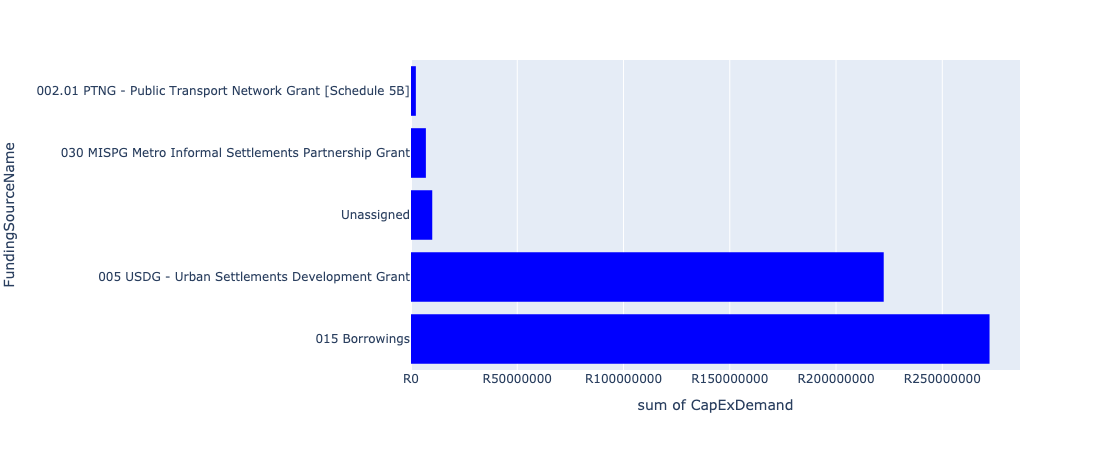 002.01 PTNG - Public Transport Network Grant [Schedule 5B]
030 MISPG Metro Informal Settlements Partnership Grant
Unassigned
005 USDG - Urban Settlements Development Grant
015 Borrowings
FundingSourceName
R0 R50000000 R100000000 R150000000 R200000000 R250000000
sum of CapExDemand